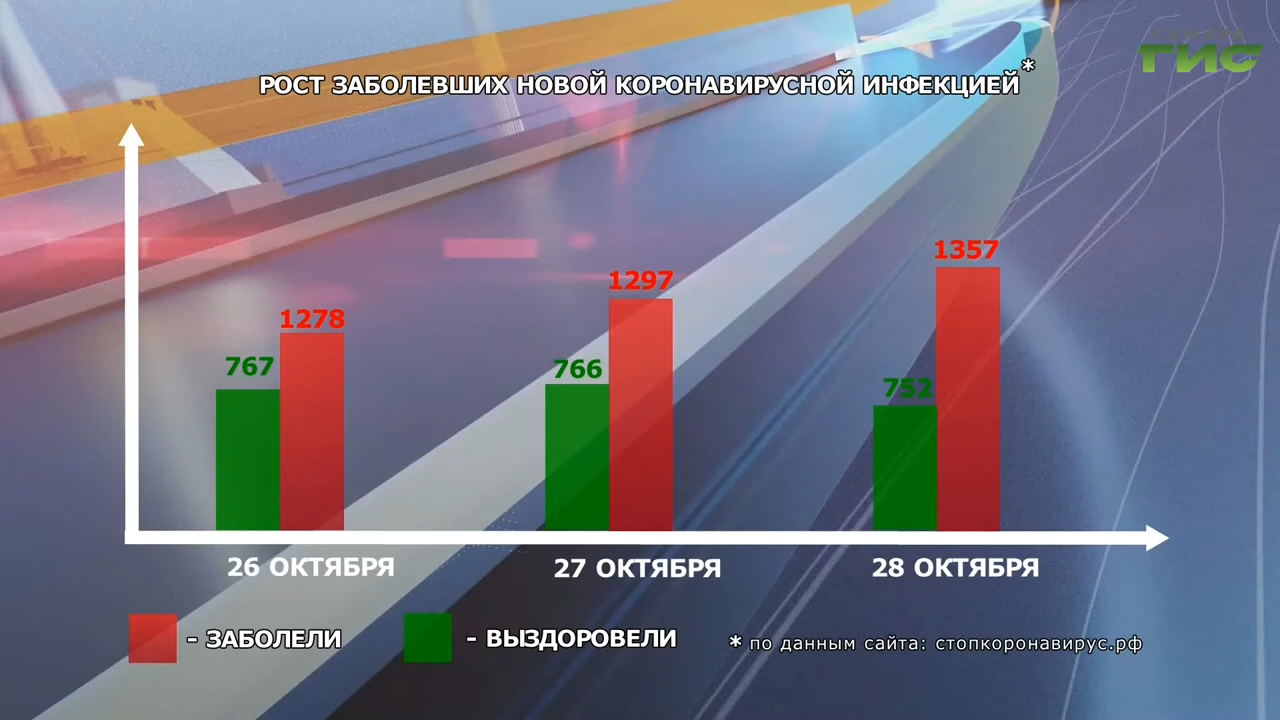 САМАРА
ГИС
РОСТ ЗАБОЛЕВШИХ НОВОЙ КОРОНАВИРУСНОЙ ИНФЕКЦИЕЙ*
767
1278
766
1297
752
1357
26 ОКТЯБРЯ
27 ОКТЯБРЯ
28 ОКТЯБРЯ
- ЗАБОЛЕЛИ
- ВЫЗДОРОВЕЛИ
* по данным сайта: стопкоронавирус.рф